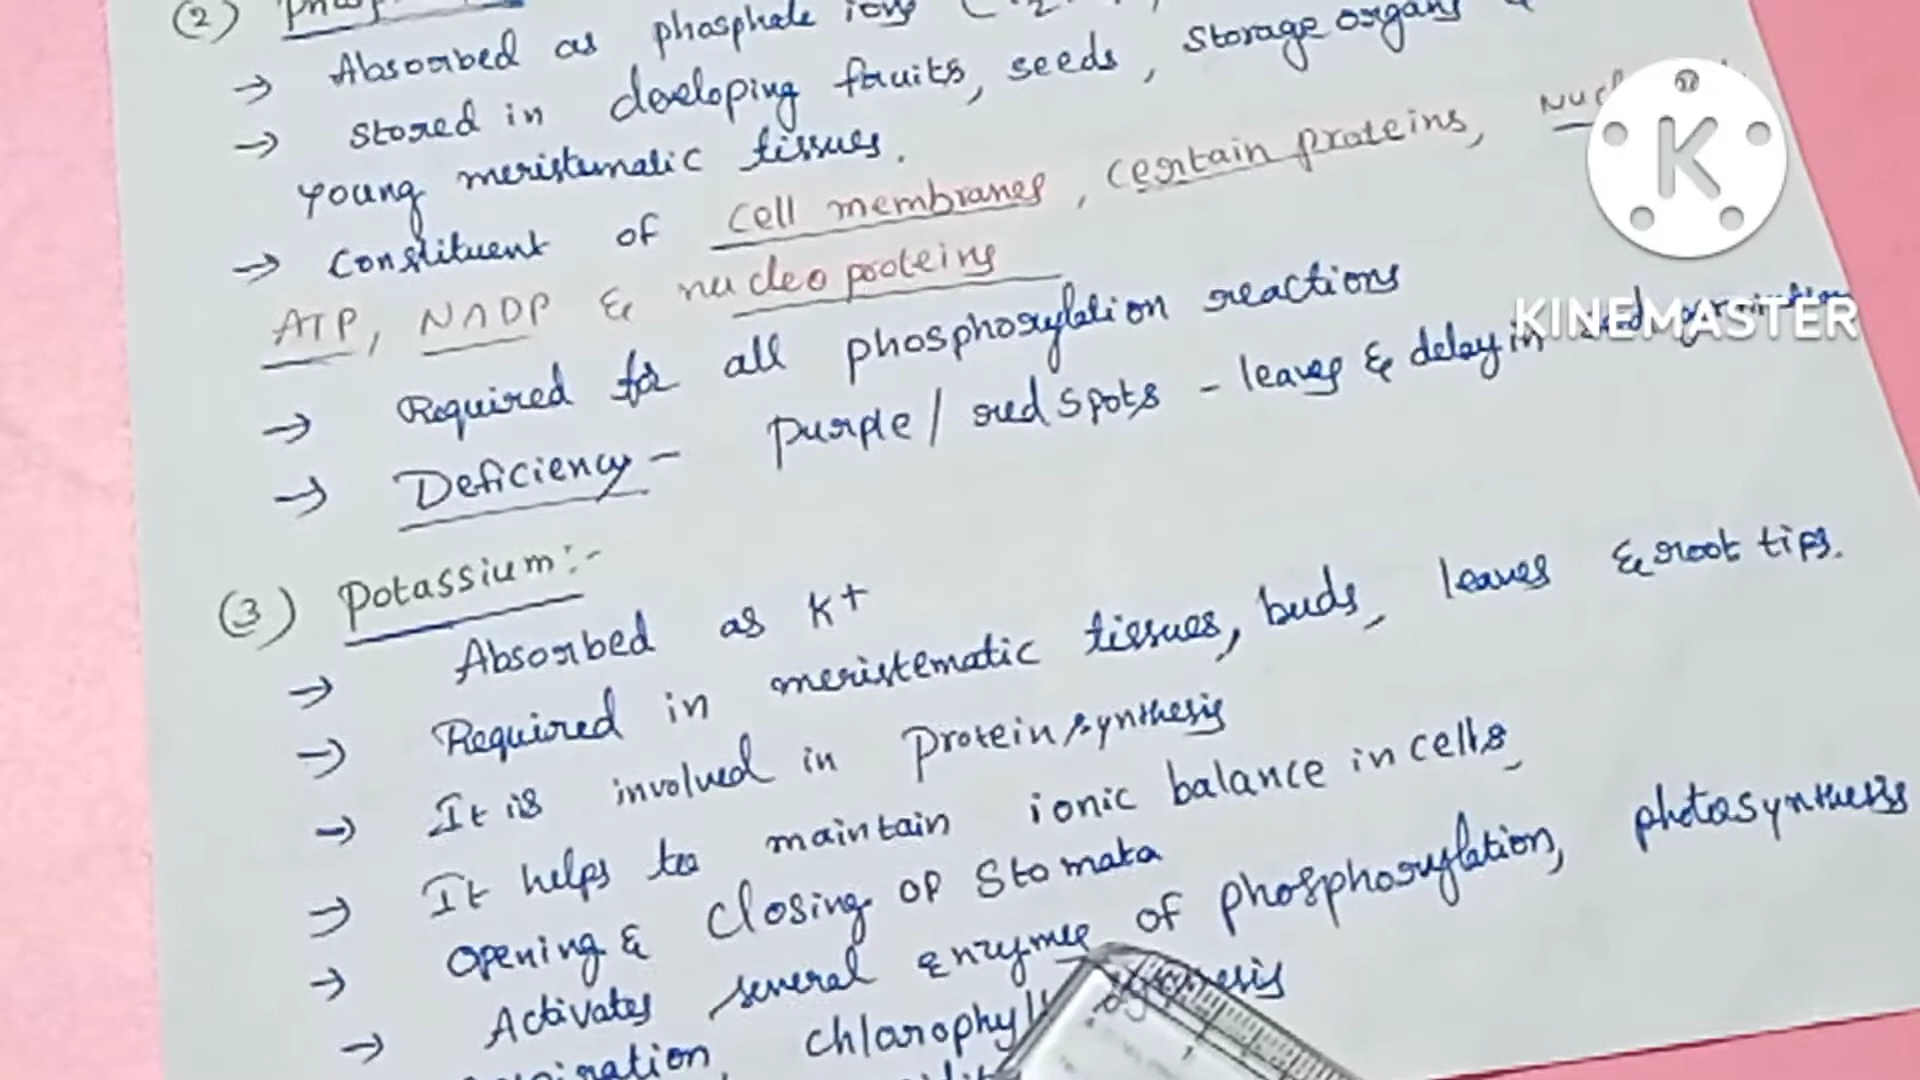 (2)
→ Absorbed as phosphate ions
→ Stored in developing fruits, seeds, storage organs &
young meristematic tissues.
→ Constituent of cell membranes, certain proteins,
ATP, NADP & nucleoproteins
→ Required for all phosphorylation reactions
→ Deficiency - purple/red spots - leaves & delay in
(3) Potassium:-
→ Absorbed as K+
→ Required in meristematic tissues, buds, leaves & root tips.
→ It is involved in Protein synthesis
→ It helps to maintain ionic balance in cells
→ Opening & Closing of Stomata
→ Activates several enzymes of phosphorylation, photosynthesis
chlorophyll
K
KINEMASTER